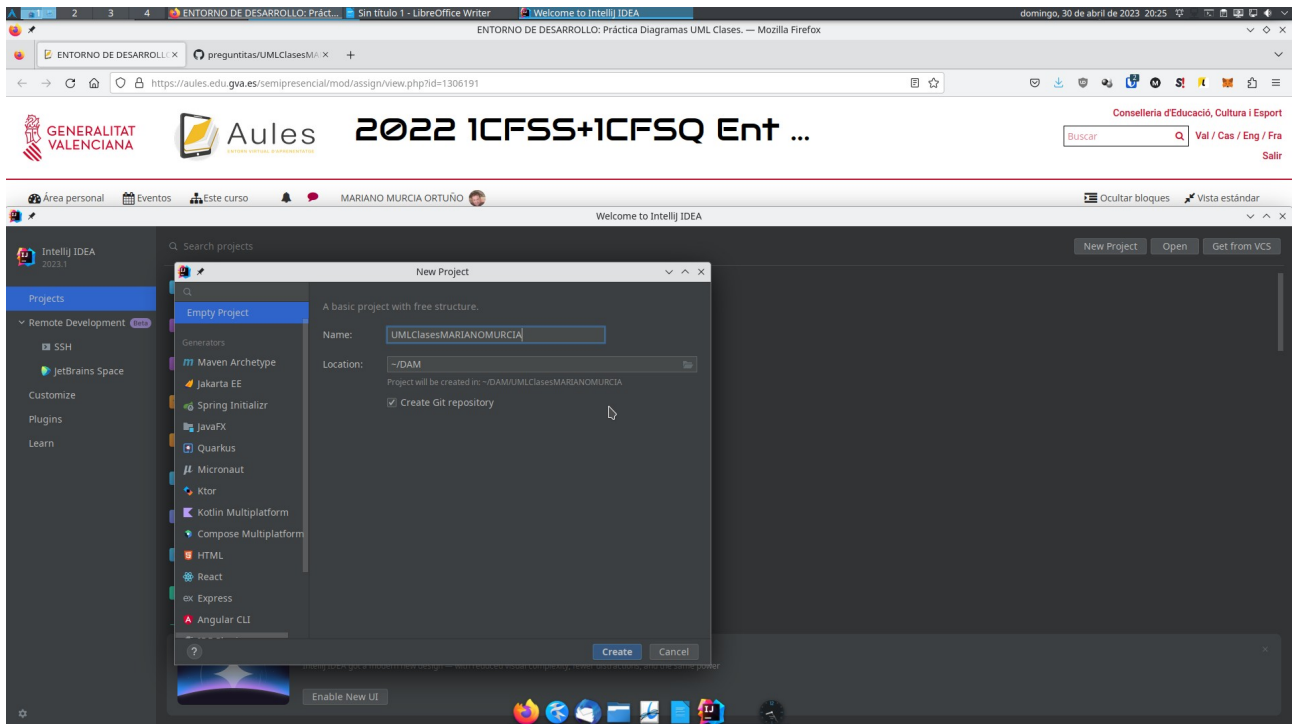 1 2 3 4 ENTORNO DE DESARROLLO: Práct... Sin título 1 - LibreOffice Writer Welcome to IntelliJ IDEA domingo, 30 de abril de 2023 20:25
ENTORNO DE DESARROLLO: Práctica Diagramas UML Clases. — Mozilla Firefox
ENTORNO DE DESARROLLO preguntitas/UMLClasesMA
https://aules.edu.gva.es/semipresencial/mod/assign/view.php?id=1306191
Conselleria d'Educació, Cultura i Esport
GENERALITAT
VALENCIANA
Aules
ENTORN VIRTUAL D'APRENENTATGE
2022 1CFSS+1CFSQ Ent ...
Buscar Val / Cas / Eng / Fra
Salir
Área personal Eventos Este curso MARIANO MURCIA ORTUÑO Ocultar bloques Vista estándar
Welcome to IntelliJ IDEA
IntelliJ IDEA
2023.1
Search projects
New Project Open Get from VCS
Projects
Remote Development Beta
SSH
JetBrains Space
Customize
Plugins
Learn
New Project
Empty Project
Generators
Maven Archetype
Jakarta EE
Spring Initializr
JavaFX
Quarkus
Micronaut
Ktor
Kotlin Multiplatform
Compose Multiplatform
HTML
React
ex Express
Angular CLI
A basic project with free structure.
Name: UMLClasesMARIANOMURCIA
Location: ~/DAM
Project will be created in: ~/DAM/UMLClasesMARIANOMURCIA
Create Git repository
? Create Cancel
Enable New UI